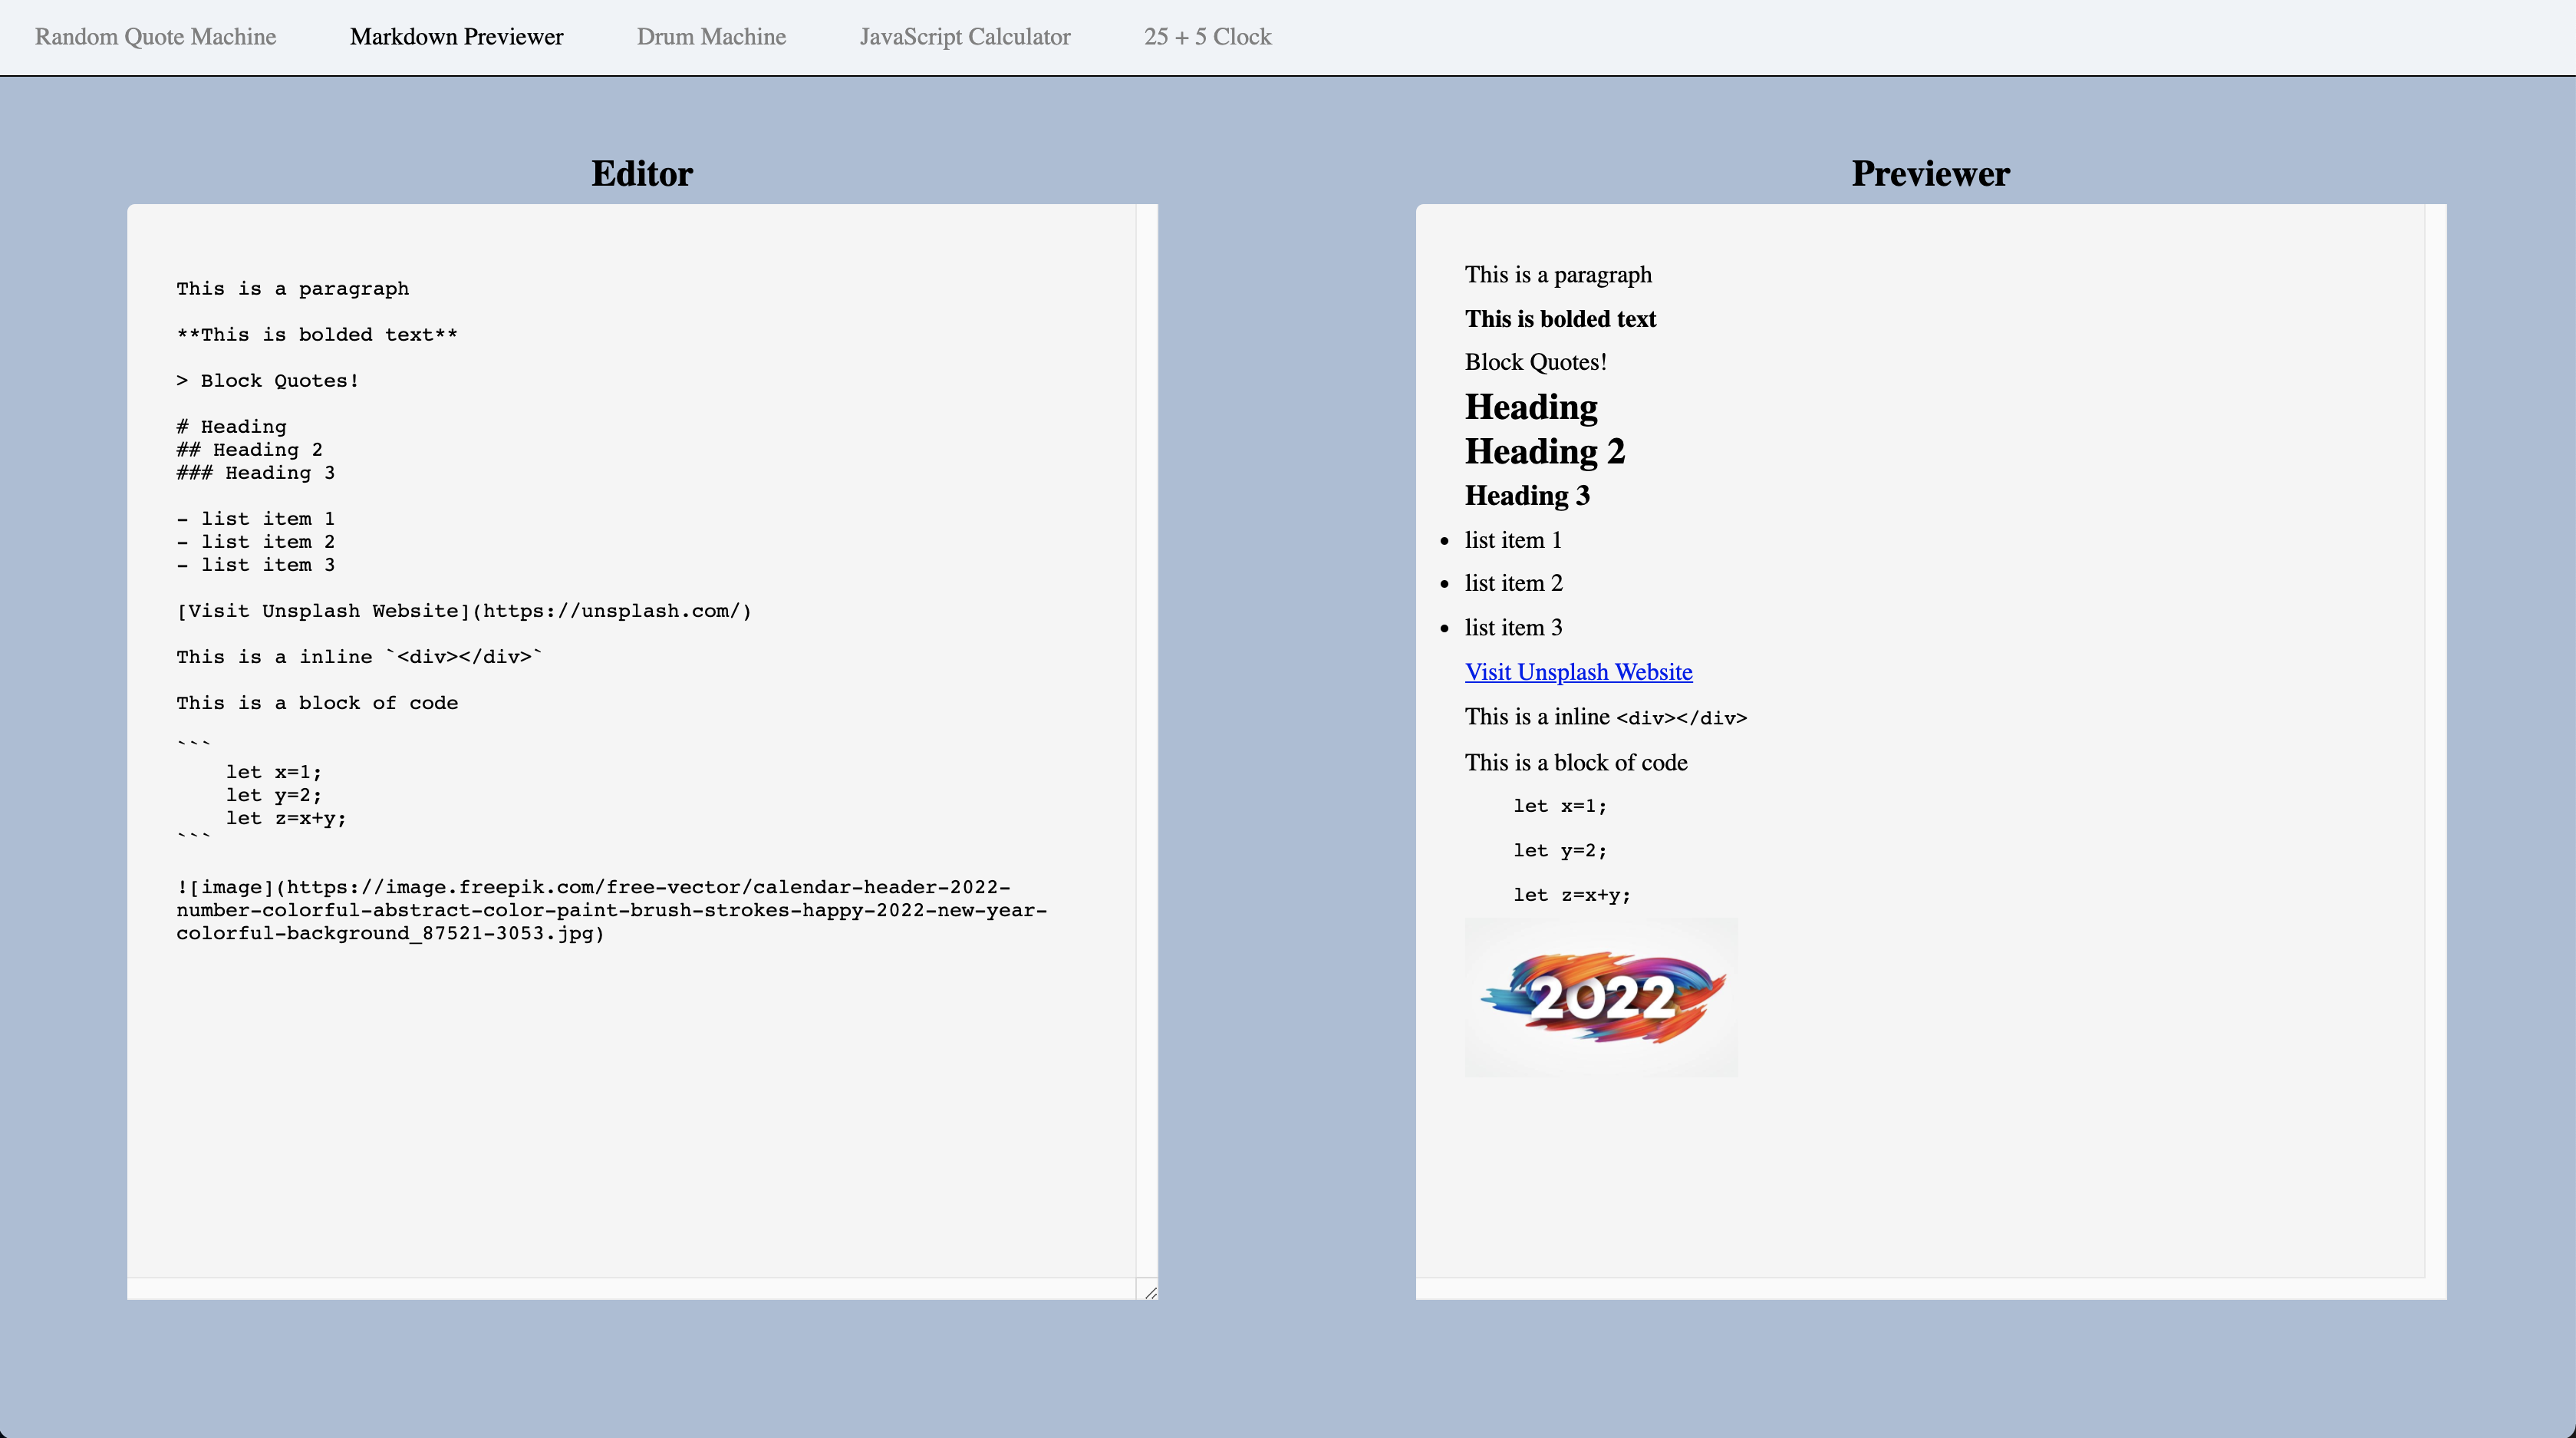 Random Quote Machine Markdown Previewer Drum Machine JavaScript Calculator 25 + 5 Clock
Editor
This is a paragraph
**This is bolded text**
> Block Quotes!
# Heading
## Heading 2
### Heading 3
- list item 1
- list item 2
- list item 3
[Visit Unsplash Website](https://unsplash.com/)
This is a inline `<div></div>`
This is a block of code
```
let x=1;
let y=2;
let z=x+y;
```
![image](https://image.freepik.com/free-vector/calendar-header-2022-
number-colorful-abstract-color-paint-brush-strokes-happy-2022-new-year-
colorful-background_87521-3053.jpg)
Previewer
This is a paragraph
This is bolded text
Block Quotes!
Heading
Heading 2
Heading 3
• list item 1
• list item 2
• list item 3
Visit Unsplash Website
This is a inline <div></div>
This is a block of code
let x=1;
let y=2;
let z=x+y;
2022